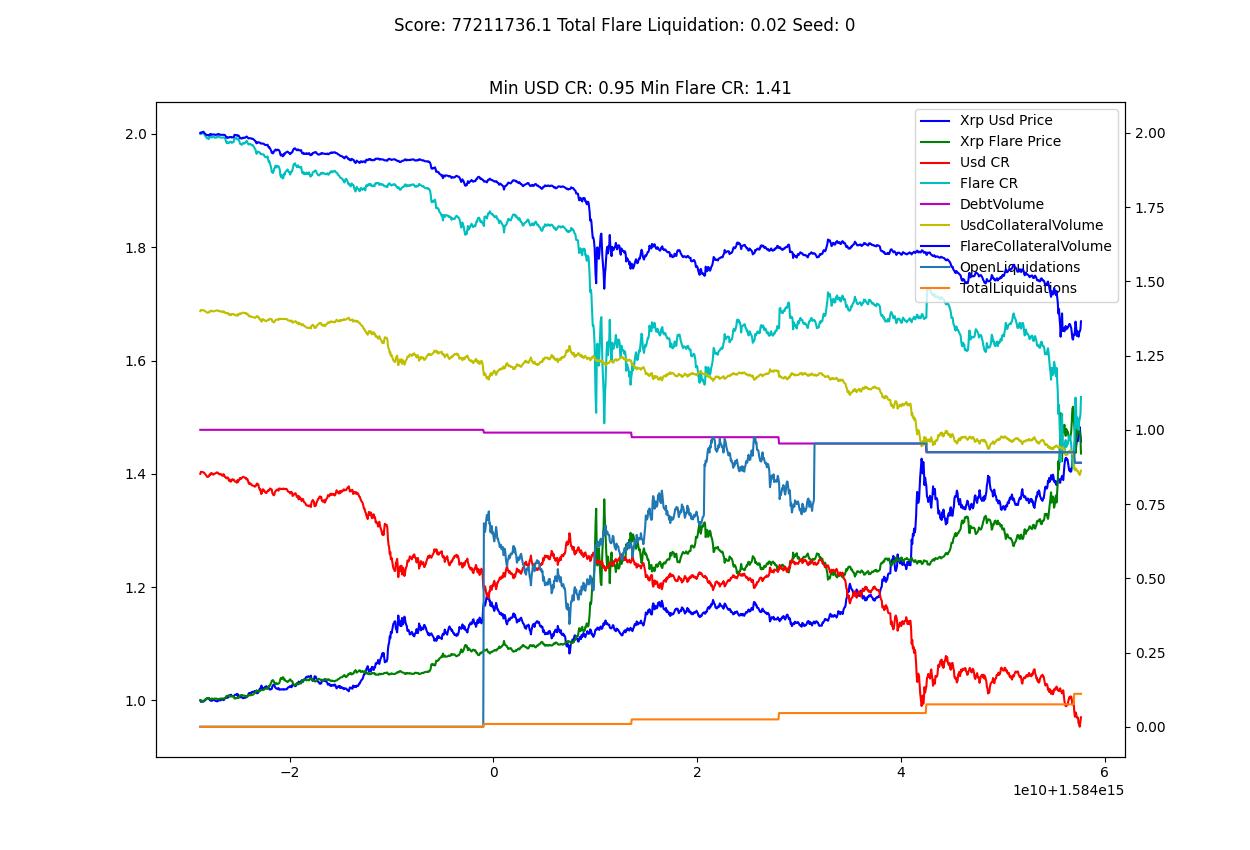 Score: 77211736.1 Total Flare Liquidation: 0.02 Seed: 0
Min USD CR: 0.95 Min Flare CR: 1.41
Xrp Usd Price
Xrp Flare Price
Usd CR
Flare CR
DebtVolume
UsdCollateralVolume
FlareCollateralVolume
OpenLiquidations
TotalLiquidations
2.0
1.8
1.6
1.4
1.2
1.0
2.00
1.75
1.50
1.25
1.00
0.75
0.50
0.25
0.00
−2
0
2
4
6
1e10+1.584e15